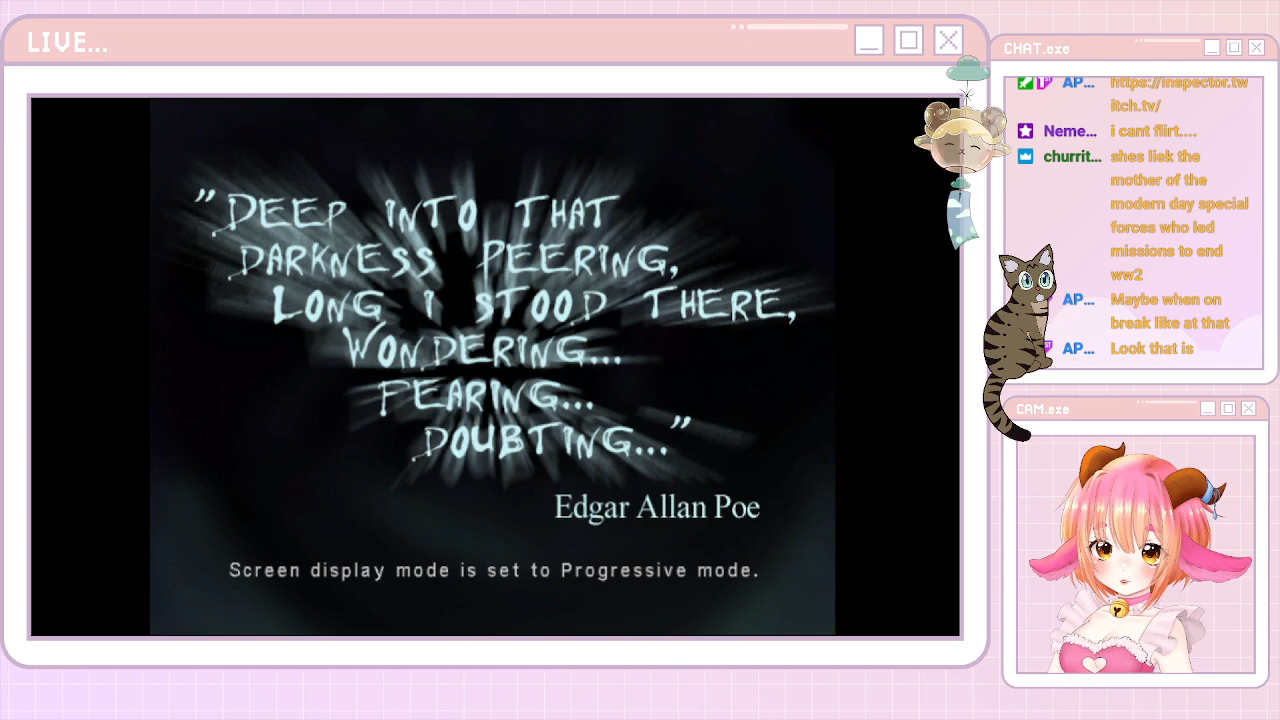 LIVE...
"DEEP INTO THAT
DARKNESS PEERING,
LONG I STOOD THERE,
WONDERING...
FEARING...
DOUBTING..."
Edgar Allan Poe
Screen display mode is set to Progressive mode.
CHAT.exe
AP... https://inspector.tw
itch.tv/
Neme... i cant flirt....
churrit... shes liek the
mother of the
modern day special
forces who led
missions to end
ww2
AP... Maybe when on
break like at that
AP... Look that is
CAM.exe